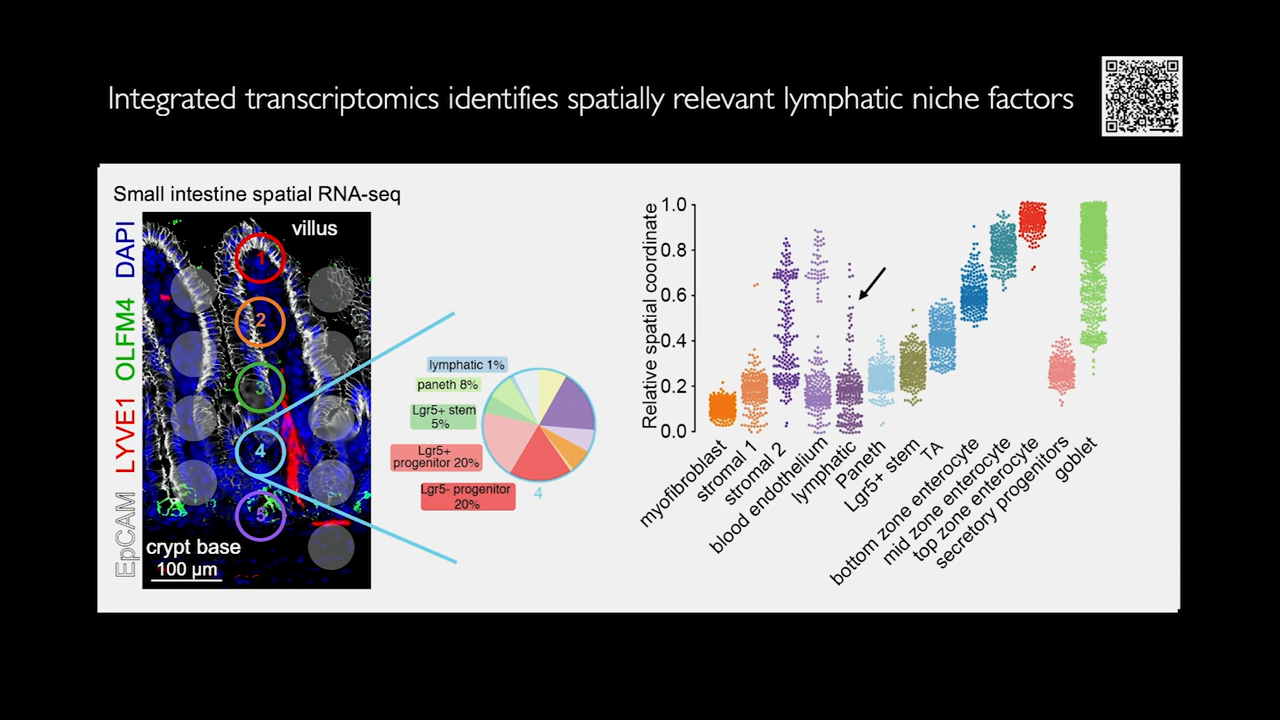 Integrated transcriptomics identifies spatially relevant lymphatic niche factors
Small intestine spatial RNA-seq
EpCAM LYVE1 OLFM4 DAPI
villus
1
2
3
4
5
crypt base
100 µm
lymphatic 1%
paneth 8%
Lgr5+ stem
5%
Lgr5+
progenitor 20%
Lgr5- progenitor
20%
4
Relative spatial coordinate
1.0
0.8
0.6
0.4
0.2
0.0
myofibroblast
stromal 1
stromal 2
blood endothelium
lymphatic
Paneth
Lgr5+ stem
TA
bottom zone enterocyte
mid zone enterocyte
top zone enterocyte
secretory progenitors
goblet